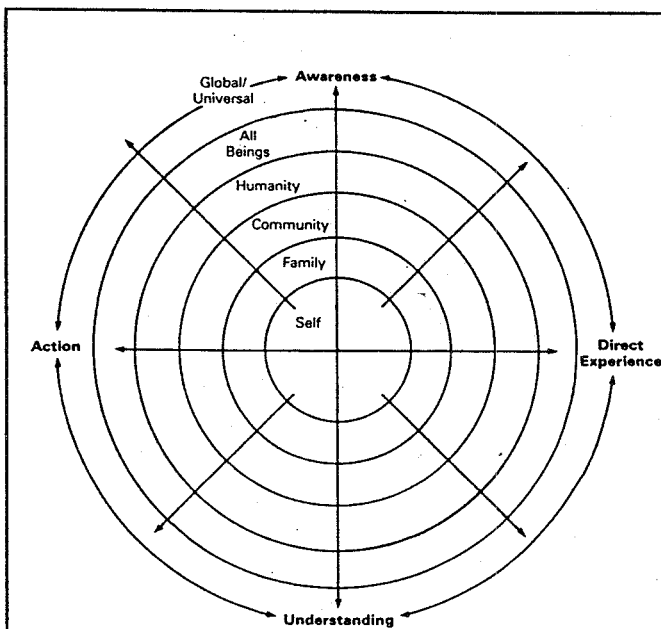 Awareness
Global/
Universal
All
Beings
Humanity
Community
Family
Self
Action
Direct
Experience
Understanding